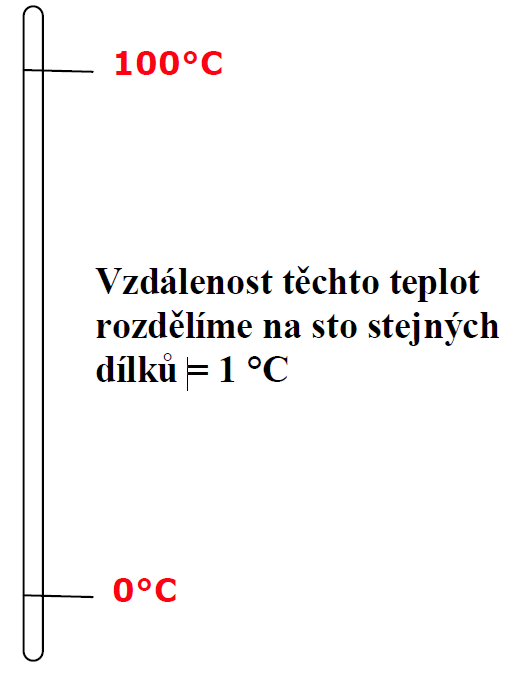 100°C
Vzdálenost těchto teplot
rozdělíme na sto stejných
dílků = 1 °C
0°C